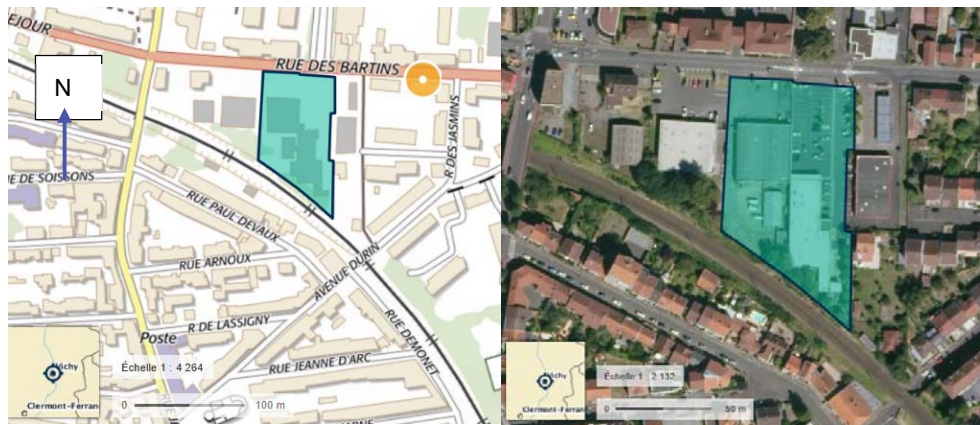 EJOUR
RUE DES BARTINS
N
R DES JASMINS
E DE SOISSONS
RUE PAUL DEVAUX
RUE ARNOUX
AVENUE DURIN
R DE LASSIGNY
Poste
RUE DEMONET
RUE JEANNE D'ARC
Échelle 1 : 4 264
Vichy
Clermont-Ferran
0 100 m
Échelle 1 : 2 132
Vichy
Clermont-Ferran
0 50 m